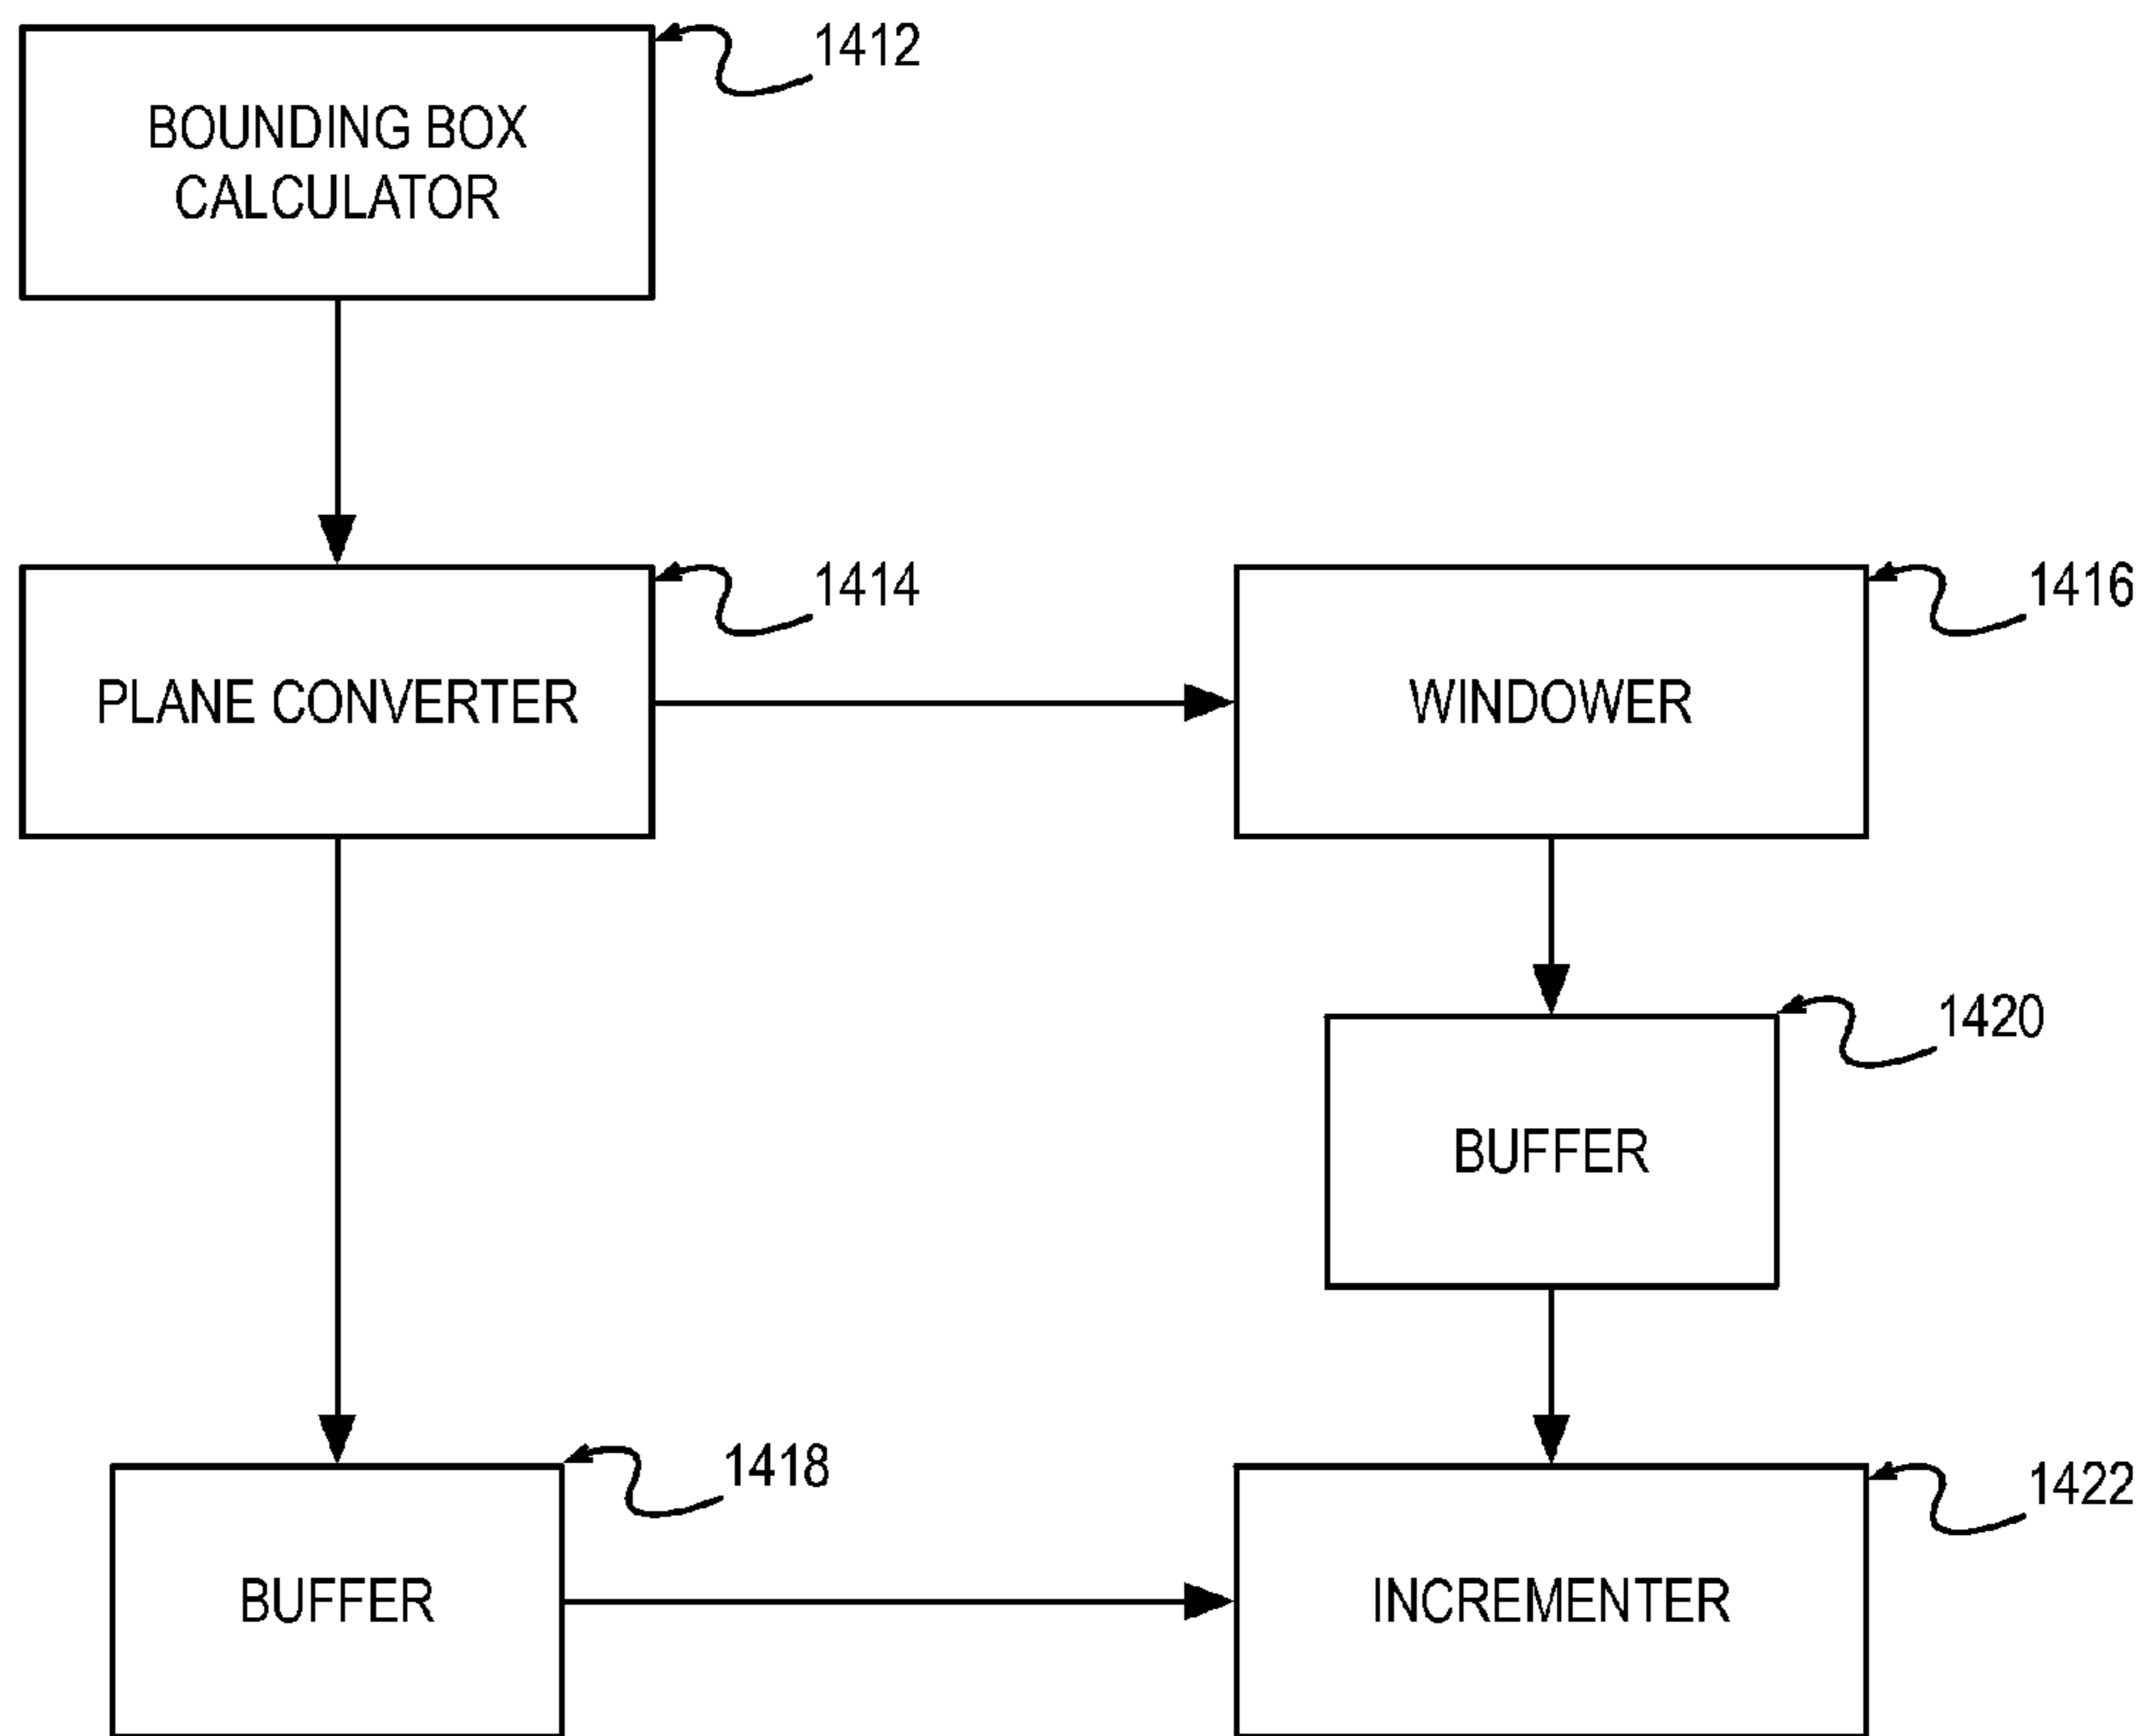 1412
BOUNDING BOX
CALCULATOR
1414
PLANE CONVERTER
1416
WINDOWER
1420
BUFFER
1418
BUFFER
1422
INCREMENTER